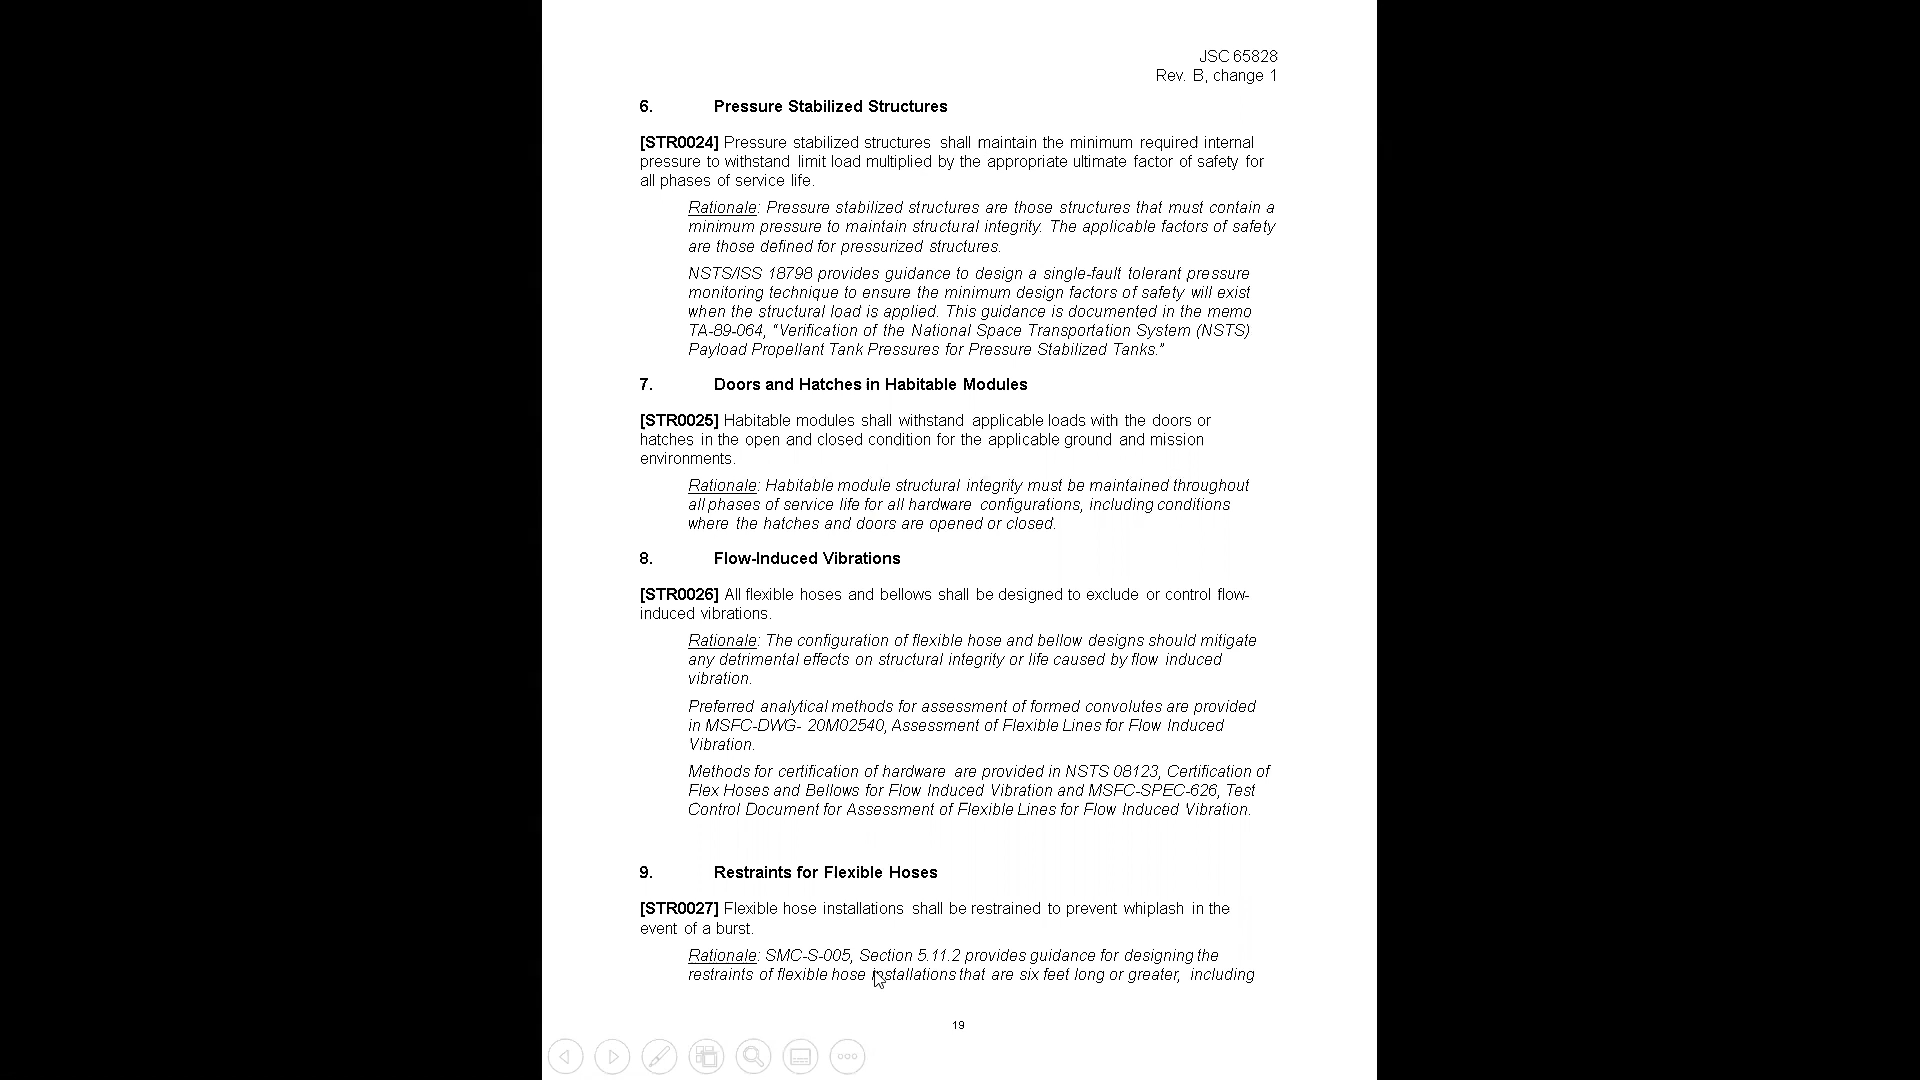 JSC 65828
Rev. B, change 1
6. Pressure Stabilized Structures
[STR0024] Pressure stabilized structures shall maintain the minimum required internal
pressure to withstand limit load multiplied by the appropriate ultimate factor of safety for
all phases of service life.
Rationale: Pressure stabilized structures are those structures that must contain a
minimum pressure to maintain structural integrity. The applicable factors of safety
are those defined for pressurized structures.
NSTS/ISS 18798 provides guidance to design a single-fault tolerant pressure
monitoring technique to ensure the minimum design factors of safety will exist
when the structural load is applied. This guidance is documented in the memo
TA-89-064, “Verification of the National Space Transportation System (NSTS)
Payload Propellant Tank Pressures for Pressure Stabilized Tanks.”
7. Doors and Hatches in Habitable Modules
[STR0025] Habitable modules shall withstand applicable loads with the doors or
hatches in the open and closed condition for the applicable ground and mission
environments.
Rationale: Habitable module structural integrity must be maintained throughout
all phases of service life for all hardware configurations, including conditions
where the hatches and doors are opened or closed.
8. Flow-Induced Vibrations
[STR0026] All flexible hoses and bellows shall be designed to exclude or control flow-
induced vibrations.
Rationale: The configuration of flexible hose and bellow designs should mitigate
any detrimental effects on structural integrity or life caused by flow induced
vibration.
Preferred analytical methods for assessment of formed convolutes are provided
in MSFC-DWG- 20M02540, Assessment of Flexible Lines for Flow Induced
Vibration.
Methods for certification of hardware are provided in NSTS 08123, Certification of
Flex Hoses and Bellows for Flow Induced Vibration and MSFC-SPEC-626, Test
Control Document for Assessment of Flexible Lines for Flow Induced Vibration.
9. Restraints for Flexible Hoses
[STR0027] Flexible hose installations shall be restrained to prevent whiplash in the
event of a burst.
Rationale: SMC-S-005, Section 5.11.2 provides guidance for designing the
restraints of flexible hose installations that are six feet long or greater, including
19